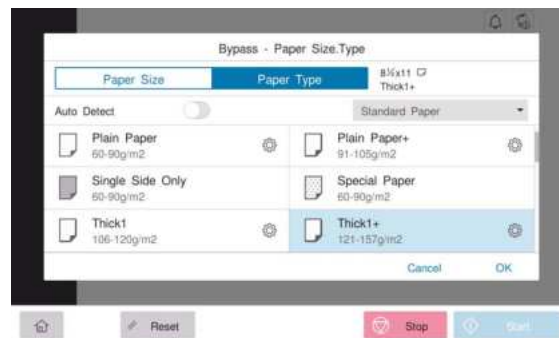 Bypass - Paper Size.Type
Paper Size
Paper Type
8½x11
Thick1+
Auto Detect
Standard Paper
Plain Paper
60-90g/m2
Plain Paper+
91-105g/m2
Single Side Only
60-90g/m2
Special Paper
60-90g/m2
Thick1
106-120g/m2
Thick1+
121-157g/m2
Cancel
OK
Reset
Stop
Start